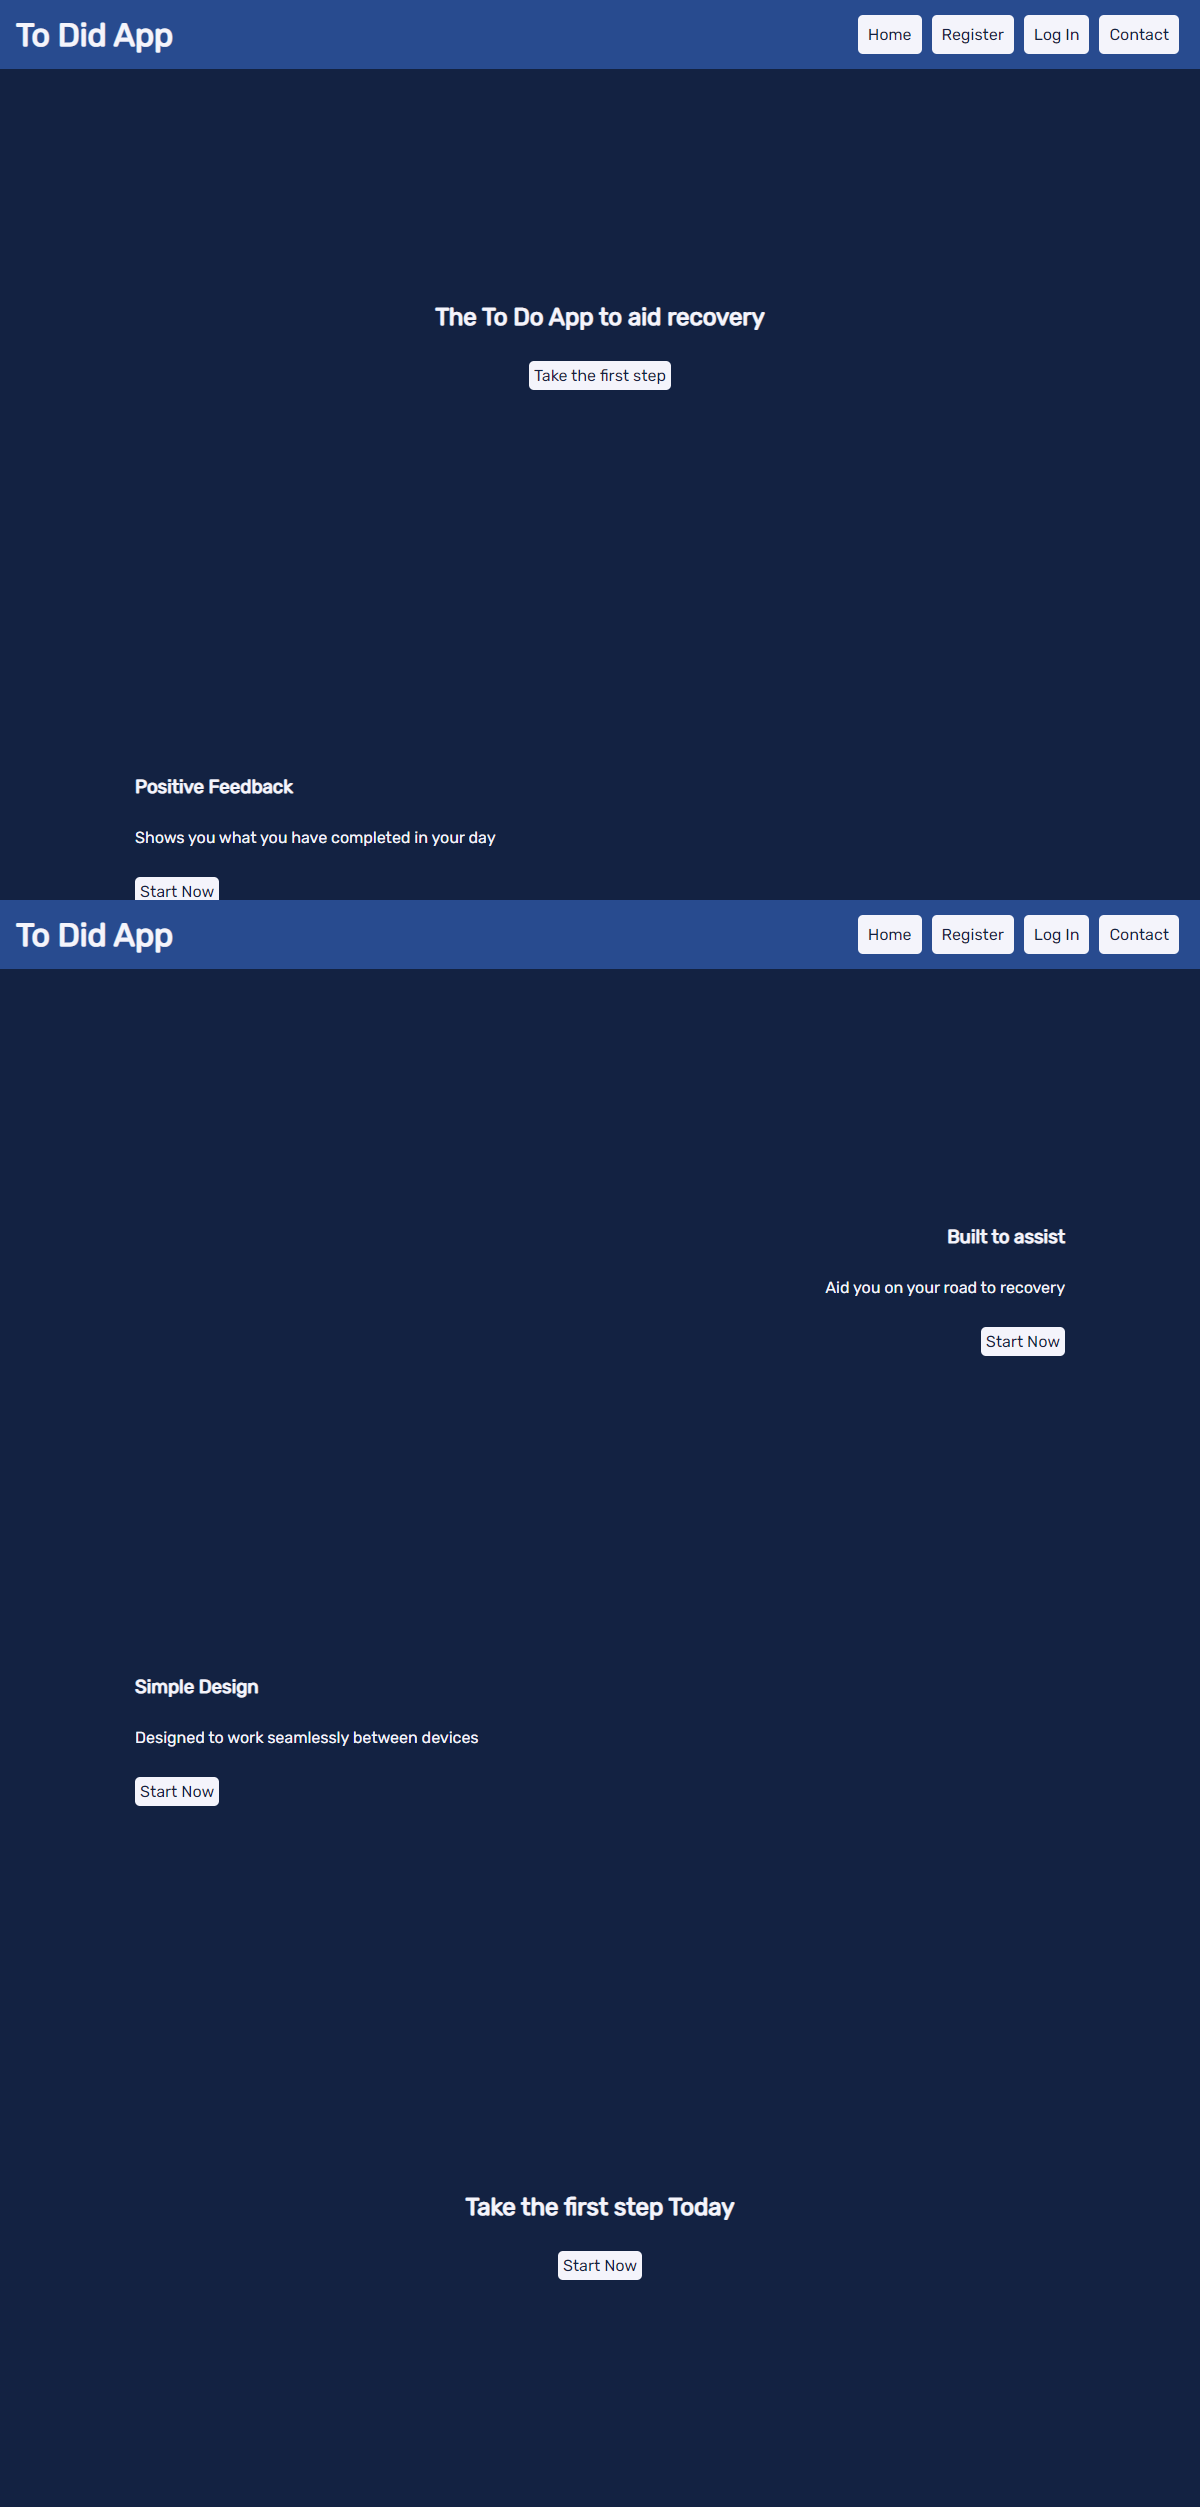 To Did App
Home Register Log In Contact
The To Do App to aid recovery
Take the first step
Positive Feedback
Shows you what you have completed in your day
Start Now
To Did App
Home Register Log In Contact
Built to assist
Aid you on your road to recovery
Start Now
Simple Design
Designed to work seamlessly between devices
Start Now
Take the first step Today
Start Now